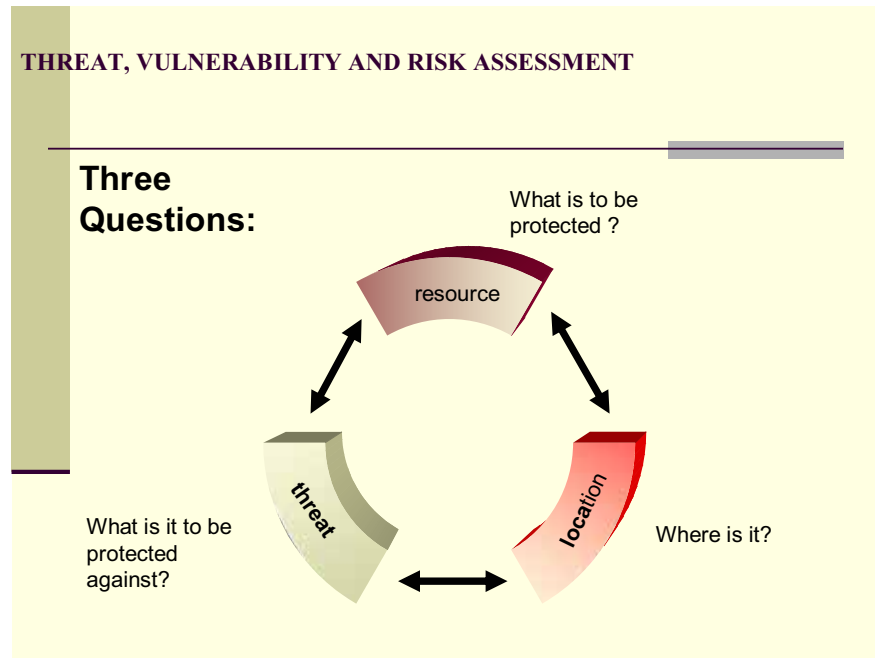 THREAT, VULNERABILITY AND RISK ASSESSMENT
Three
Questions:
What is to be
protected ?
resource
threat
location
What is it to be
protected
against?
Where is it?